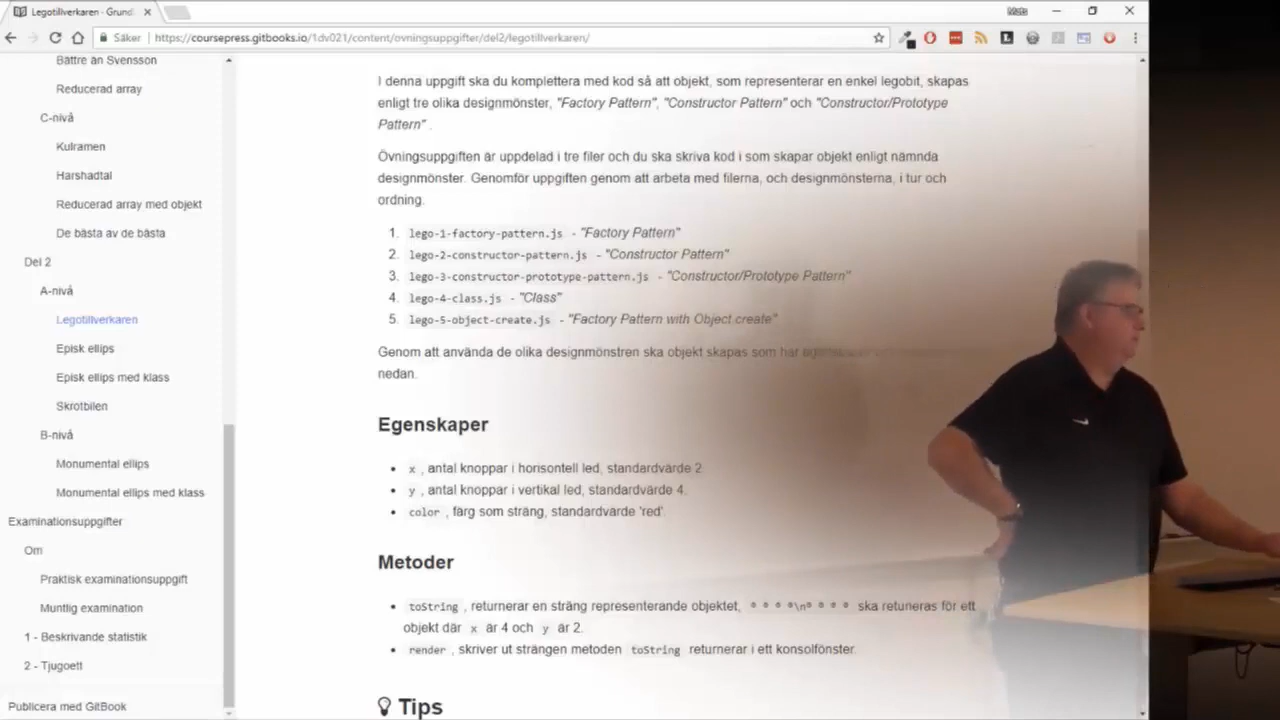 Legotillverkaren · Grund
Mats
Säker
https://coursepress.gitbooks.io/1dv021/content/ovningsuppgifter/del2/legotillverkaren/
Bättre än Svensson
Reducerad array
C-nivå
Kulramen
Harshadtal
Reducerad array med objekt
De bästa av de bästa
Del 2
A-nivå
Legotillverkaren
Episk ellips
Episk ellips med klass
Skrotbilen
B-nivå
Monumental ellips
Monumental ellips med klass
Examinationsuppgifter
Om
Praktisk examinationsuppgift
Muntlig examination
1 - Beskrivande statistik
2 - Tjugoett
Publicera med GitBook
I denna uppgift ska du komplettera med kod så att objekt, som representerar en enkel legobit, skapas
enligt tre olika designmönster, "Factory Pattern", "Constructor Pattern" och "Constructor/Prototype
Pattern" .
Övningsuppgiften är uppdelad i tre filer och du ska skriva kod i som skapar objekt enligt nämnda
designmönster. Genomför uppgiften genom att arbeta med filerna, och designmönsterna, i tur och
ordning.
1. lego-1-factory-pattern.js - "Factory Pattern"
2. lego-2-constructor-pattern.js - "Constructor Pattern"
3. lego-3-constructor-prototype-pattern.js - "Constructor/Prototype Pattern"
4. lego-4-class.js - "Class"
5. lego-5-object-create.js - "Factory Pattern with Object.create"
Genom att använda de olika designmönstren ska objekt skapas som har
nedan.
Egenskaper
• x , antal knoppar i horisontell led, standardvärde 2
• y , antal knoppar i vertikal led, standardvärde 4.
• color , färg som sträng, standardvärde 'red'.
Metoder
• toString , returnerar en sträng representerande objektet, º º º º\nº º º º ska retuneras för ett
objekt där x är 4 och y är 2.
• render , skriver ut strängen metoden toString returnerar i ett konsolfönster.
Tips